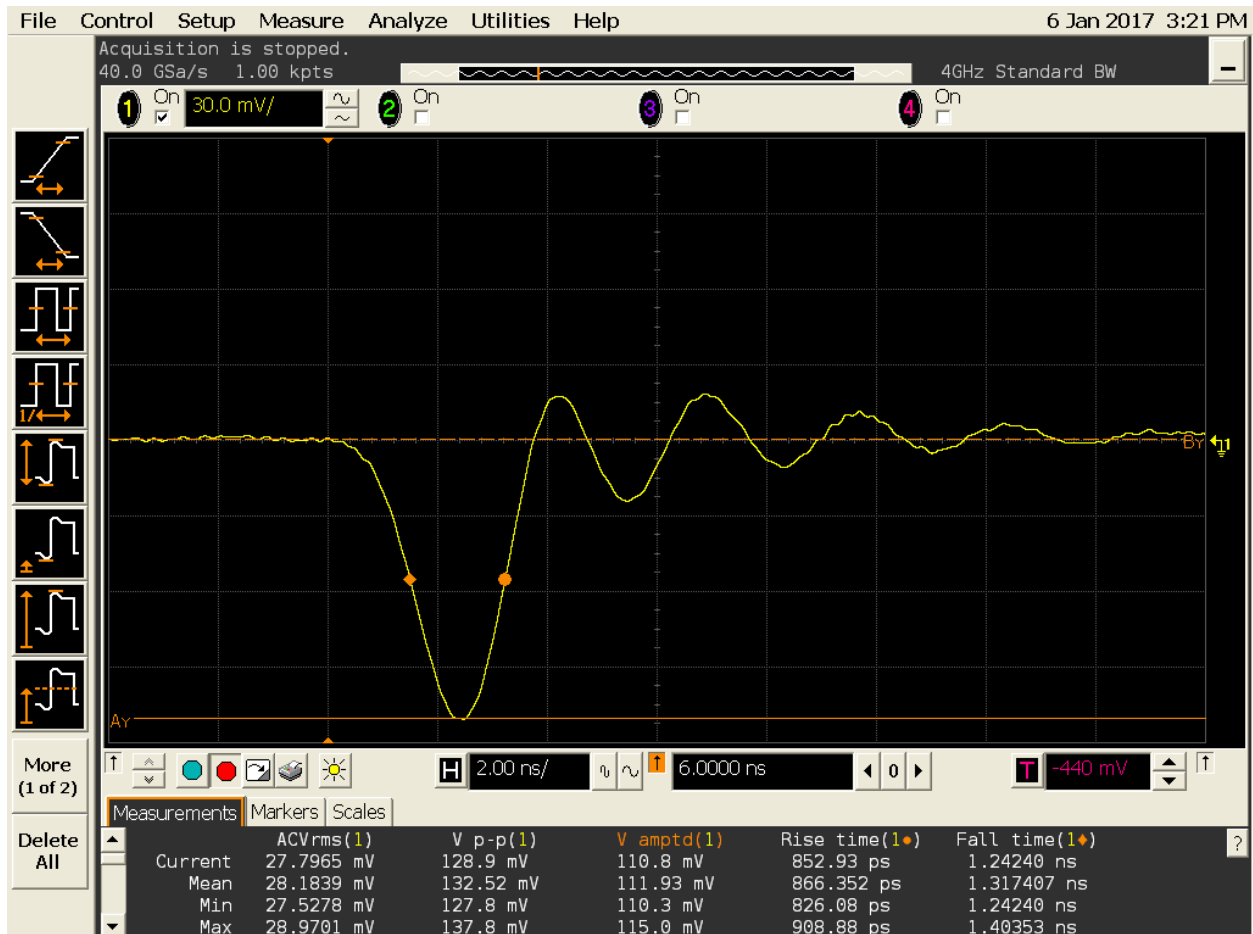 File Control Setup Measure Analyze Utilities Help 6 Jan 2017 3:21 PM
Acquisition is stopped.
40.0 GSa/s 1.00 kpts 4GHz Standard BW
1 On 30.0 mV/ 2 On 3 On 4 On
1/
BY 1
AY
More
(1 of 2)
Delete
All
H 2.00 ns/ 6.0000 ns 0 T -440 mV
Measurements Markers Scales
ACVrms(1) V p-p(1) V amptd(1) Rise time(1●) Fall time(1♦) ?
Current 27.7965 mV 128.9 mV 110.8 mV 852.93 ps 1.24240 ns
Mean 28.1839 mV 132.52 mV 111.93 mV 866.352 ps 1.317407 ns
Min 27.5278 mV 127.8 mV 110.3 mV 826.08 ps 1.24240 ns
Max 28.9701 mV 137.8 mV 115.0 mV 908.88 ps 1.40353 ns